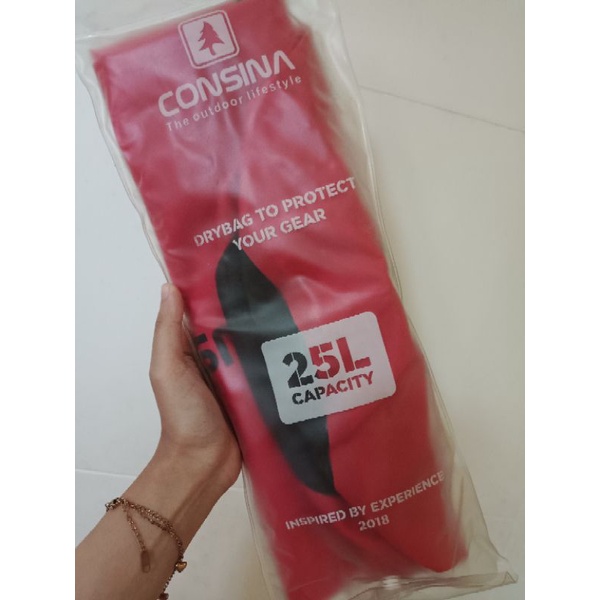 CONSINA
The outdoor lifestyle
DRYBAG TO PROTECT
YOUR GEAR
25L
CAPACITY
INSPIRED BY EXPERIENCE
2018